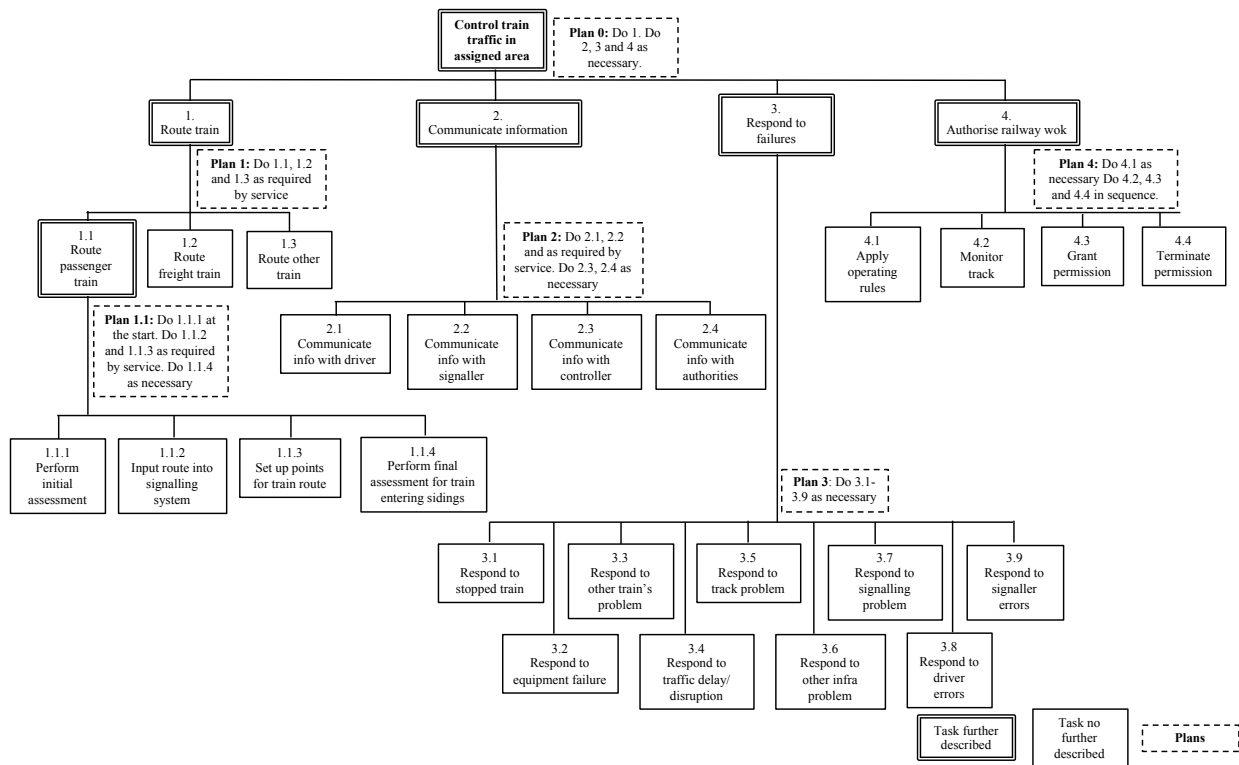 Control train
traffic in
assigned area
Plan 0: Do 1. Do
2, 3 and 4 as
necessary.
1.
Route train
2.
Communicate information
3.
Respond to
failures
4.
Authorise railway wok
Plan 1: Do 1.1, 1.2
and 1.3 as required
by service
Plan 4: Do 4.1 as
necessary Do 4.2, 4.3
and 4.4 in sequence.
1.1
Route
passenger
train
1.2
Route
freight train
1.3
Route other
train
Plan 2: Do 2.1, 2.2
and as required by
service. Do 2.3, 2.4 as
necessary
4.1
Apply
operating
rules
4.2
Monitor
track
4.3
Grant
permission
4.4
Terminate
permission
Plan 1.1: Do 1.1.1 at
the start. Do 1.1.2
and 1.1.3 as required
by service. Do 1.1.4
as necessary
2.1
Communicate
info with driver
2.2
Communicate
info with
signaller
2.3
Communicate
info with
controller
2.4
Communicate
info with
authorities
1.1.1
Perform
initial
assessment
1.1.2
Input route into
signalling
system
1.1.3
Set up points
for train route
1.1.4
Perform final
assessment for train
entering sidings
Plan 3: Do 3.1-
3.9 as necessary
3.1
Respond to
stopped train
3.3
Respond to
other train's
problem
3.5
Respond to
track problem
3.7
Respond to
signalling
problem
3.9
Respond to
signaller
errors
3.2
Respond to
equipment failure
3.4
Respond to
traffic delay/
disruption
3.6
Respond to
other infra
problem
3.8
Respond to
driver
errors
Task further
described
Task no
further
described
Plans